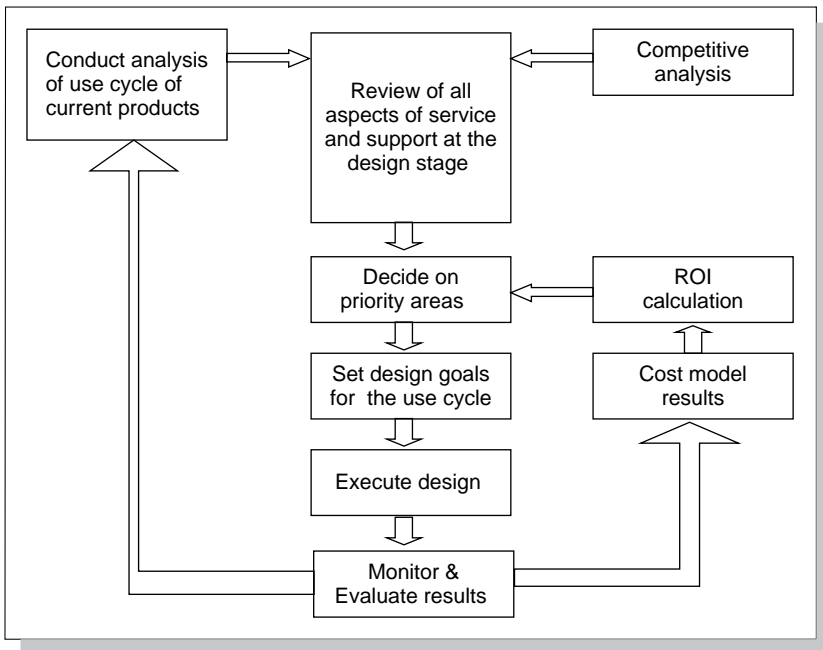 Conduct analysis
of use cycle of
current products
Review of all
aspects of service
and support at the
design stage
Competitive
analysis
Decide on
priority areas
ROI
calculation
Set design goals
for the use cycle
Cost model
results
Execute design
Monitor &
Evaluate results